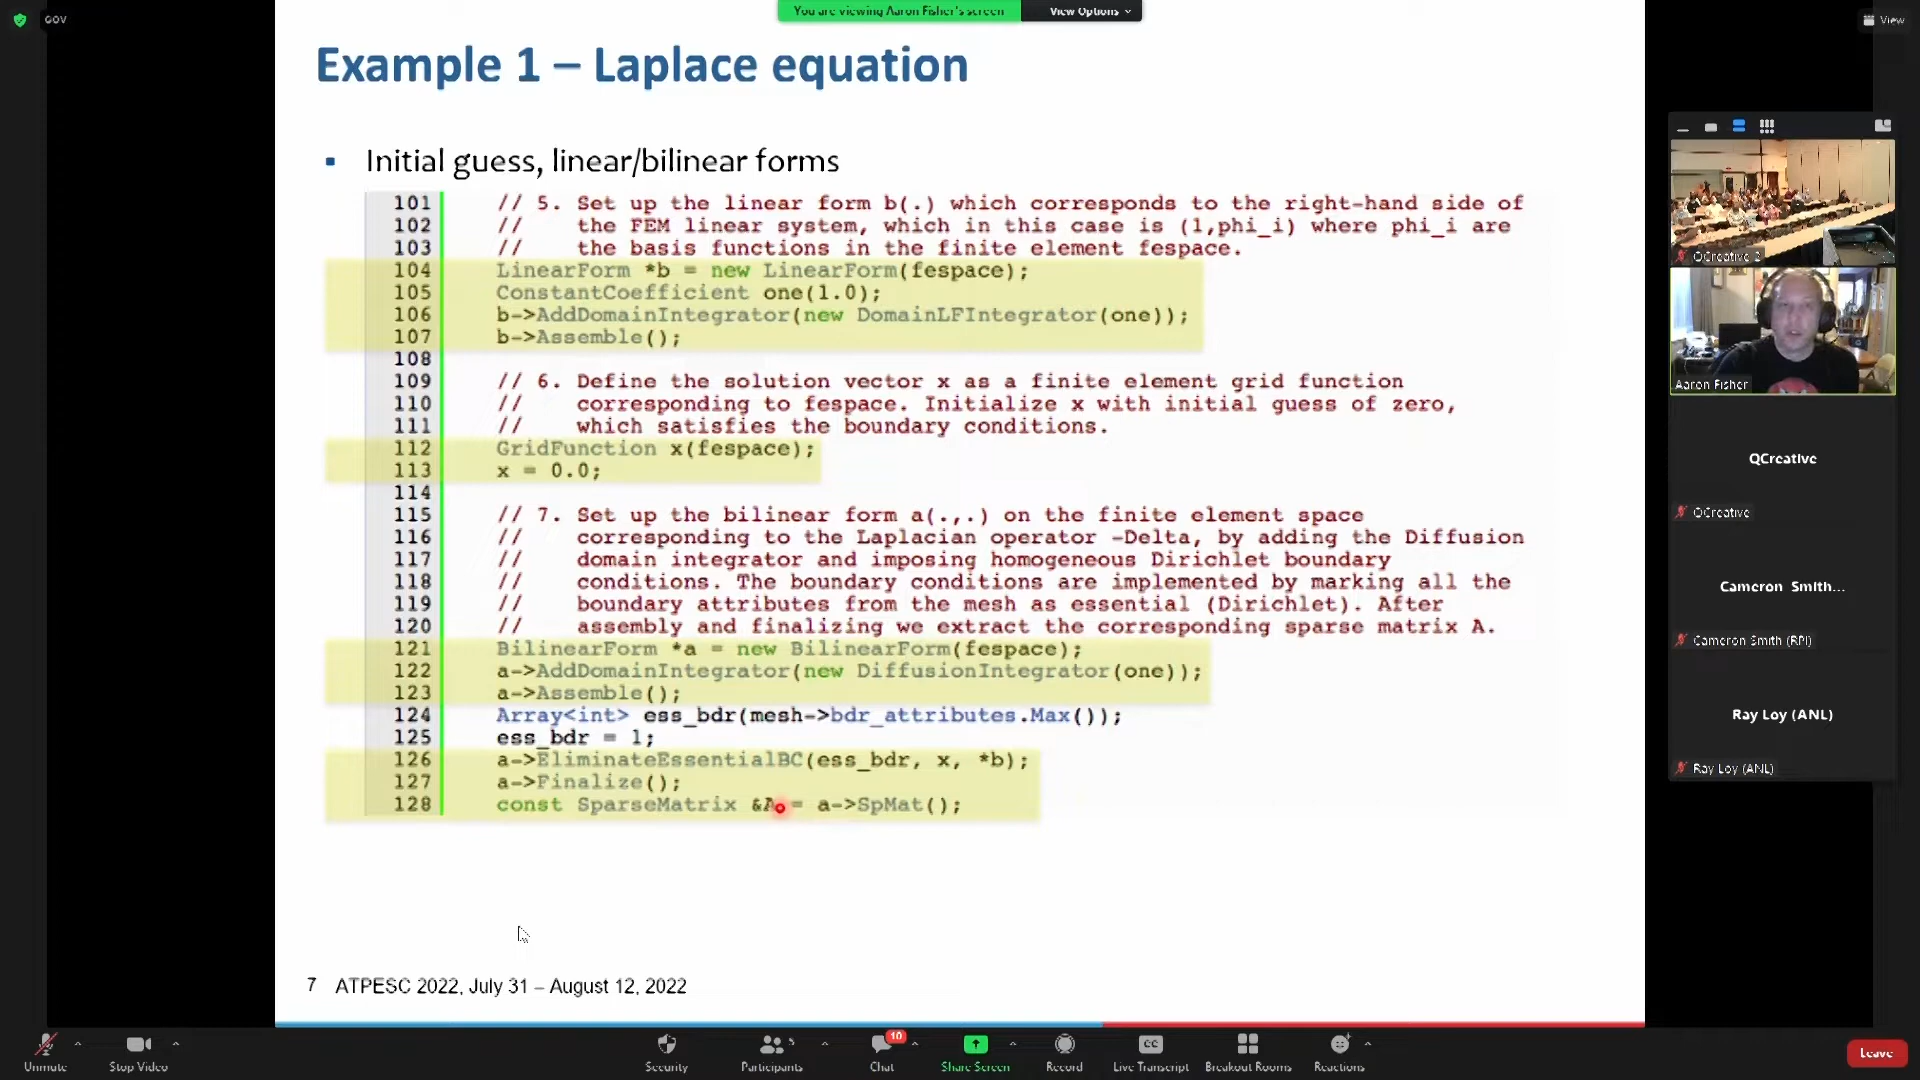 GOV
You are viewing Aaron Fisher's screen
View Options
View
Example 1 – Laplace equation
▪ Initial guess, linear/bilinear forms
101 // 5. Set up the linear form b(.) which corresponds to the right-hand side of
102 // the FEM linear system, which in this case is (1,phi_i) where phi_i are
103 // the basis functions in the finite element fespace.
104 LinearForm *b = new LinearForm(fespace);
105 ConstantCoefficient one(1.0);
106 b->AddDomainIntegrator(new DomainLFIntegrator(one));
107 b->Assemble();
108
109 // 6. Define the solution vector x as a finite element grid function
110 // corresponding to fespace. Initialize x with initial guess of zero,
111 // which satisfies the boundary conditions.
112 GridFunction x(fespace);
113 x = 0.0;
114
115 // 7. Set up the bilinear form a(.,.) on the finite element space
116 // corresponding to the Laplacian operator -Delta, by adding the Diffusion
117 // domain integrator and imposing homogeneous Dirichlet boundary
118 // conditions. The boundary conditions are implemented by marking all the
119 // boundary attributes from the mesh as essential (Dirichlet). After
120 // assembly and finalizing we extract the corresponding sparse matrix A.
121 BilinearForm *a = new BilinearForm(fespace);
122 a->AddDomainIntegrator(new DiffusionIntegrator(one));
123 a->Assemble();
124 Array<int> ess_bdr(mesh->bdr_attributes.Max());
125 ess_bdr = 1;
126 a->EliminateEssentialBC(ess_bdr, x, *b);
127 a->Finalize();
128 const SparseMatrix &A = a->SpMat();
7 ATPESC 2022, July 31 – August 12, 2022
QCreative 2
Aaron Fisher
QCreative
QCreative
Cameron Smith...
Cameron Smith (RPI)
Ray Loy (ANL)
Ray Loy (ANL)
Unmute
Stop Video
Security
Participants
10
Chat
Share Screen
Record
CC
Live Transcript
Breakout Rooms
Reactions
Leave